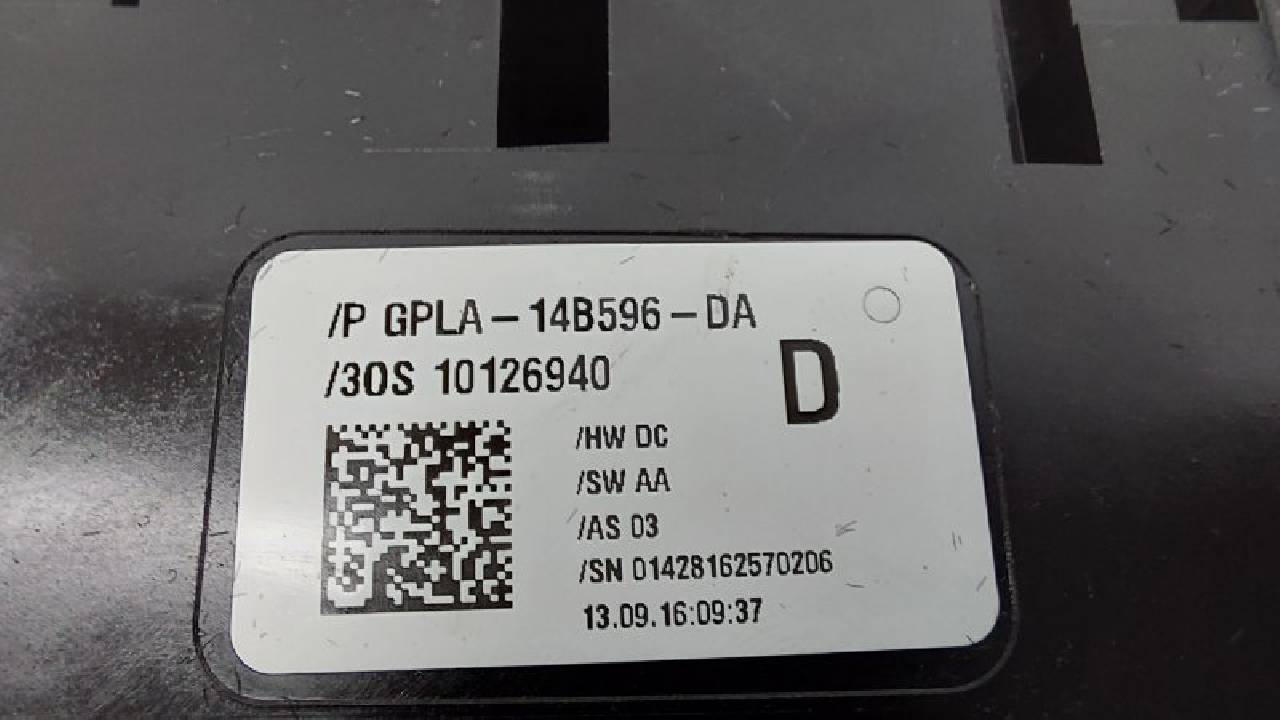 /P GPLA-14B596-DA
/30S 10126940
D
/HW DC
/SW AA
/AS 03
/SN 01428162570206
13.09.16:09:37